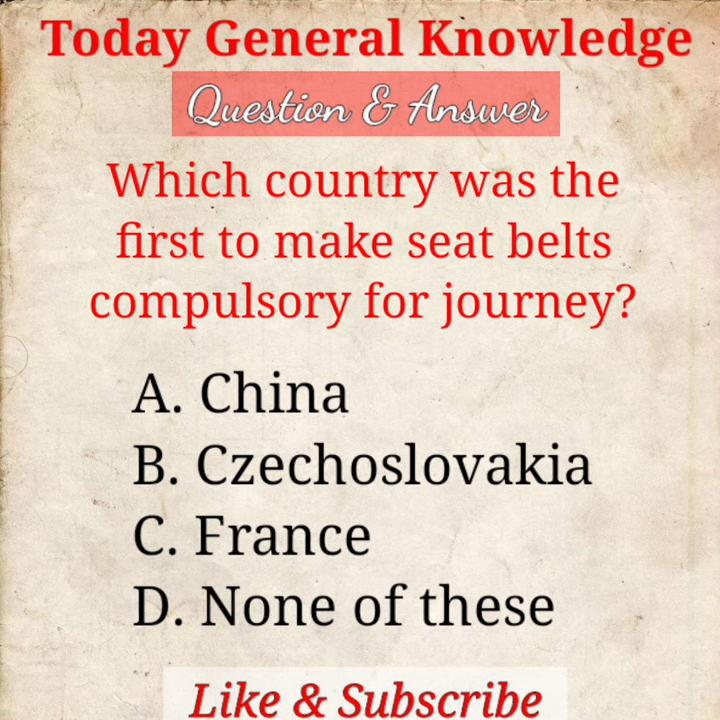 Today General Knowledge
Question & Answer
Which country was the
first to make seat belts
compulsory for journey?
A. China
B. Czechoslovakia
C. France
D. None of these
Like & Subscribe